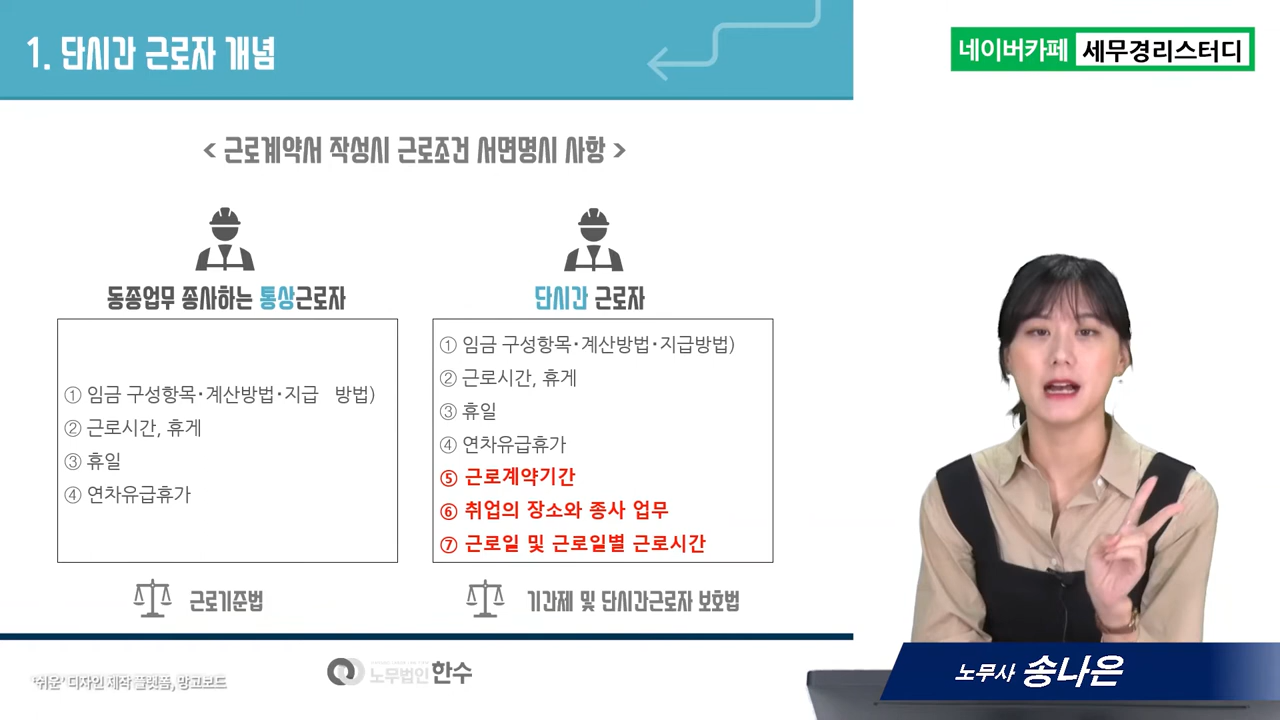 1. 단시간 근로자 개념
네이버카페 세무경리스터디
< 근로계약서 작성시 근로조건 서면명시 사항 >
동종업무 종사하는 통상근로자
① 임금 구성항목·계산방법·지급 방법)
② 근로시간, 휴게
③ 휴일
④ 연차유급휴가
근로기준법
단시간 근로자
① 임금 구성항목·계산방법·지급방법)
② 근로시간, 휴게
③ 휴일
④ 연차유급휴가
⑤ 근로계약기간
⑥ 취업의 장소와 종사 업무
⑦ 근로일 및 근로일별 근로시간
기간제 및 단시간근로자 보호법
'쉬운' 디자인 제작 플랫폼, 망고보드
노무법인 한수
노무사 송나은